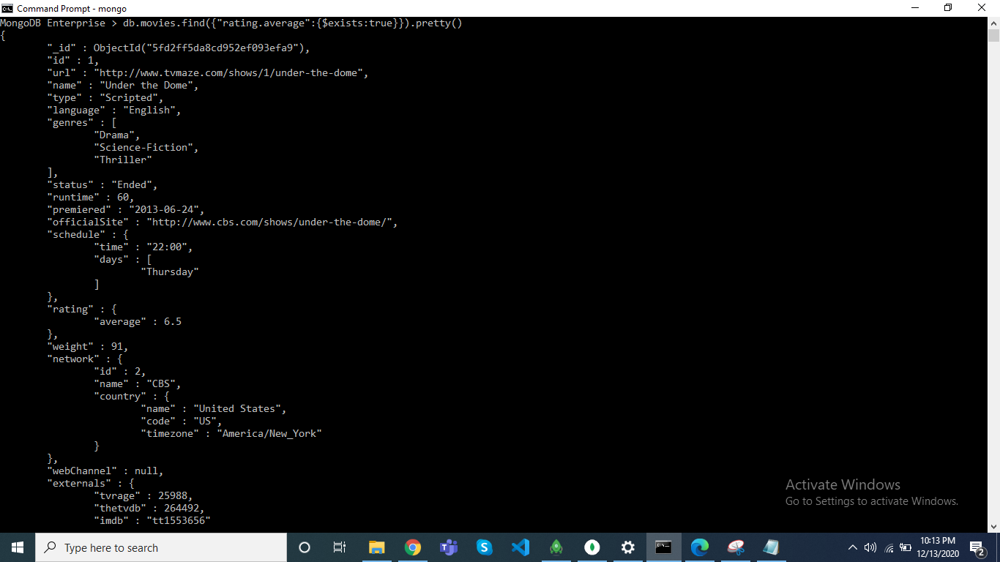 Command Prompt - mongo
MongoDB Enterprise > db.movies.find({"rating.average":{$exists:true}}).pretty()
{
        "_id" : ObjectId("5fd2ff5da8cd952ef093efa9"),
        "id" : 1,
        "url" : "http://www.tvmaze.com/shows/1/under-the-dome",
        "name" : "Under the Dome",
        "type" : "Scripted",
        "language" : "English",
        "genres" : [
                "Drama",
                "Science-Fiction",
                "Thriller"
        ],
        "status" : "Ended",
        "runtime" : 60,
        "premiered" : "2013-06-24",
        "officialSite" : "http://www.cbs.com/shows/under-the-dome/",
        "schedule" : {
                "time" : "22:00",
                "days" : [
                        "Thursday"
                ]
        },
        "rating" : {
                "average" : 6.5
        },
        "weight" : 91,
        "network" : {
                "id" : 2,
                "name" : "CBS",
                "country" : {
                        "name" : "United States",
                        "code" : "US",
                        "timezone" : "America/New_York"
                }
        },
        "webChannel" : null,
        "externals" : {
                "tvrage" : 25988,
                "thetvdb" : 264492,
                "imdb" : "tt1553656"
Activate Windows
Go to Settings to activate Windows.
Type here to search
10:13 PM
12/13/2020
2